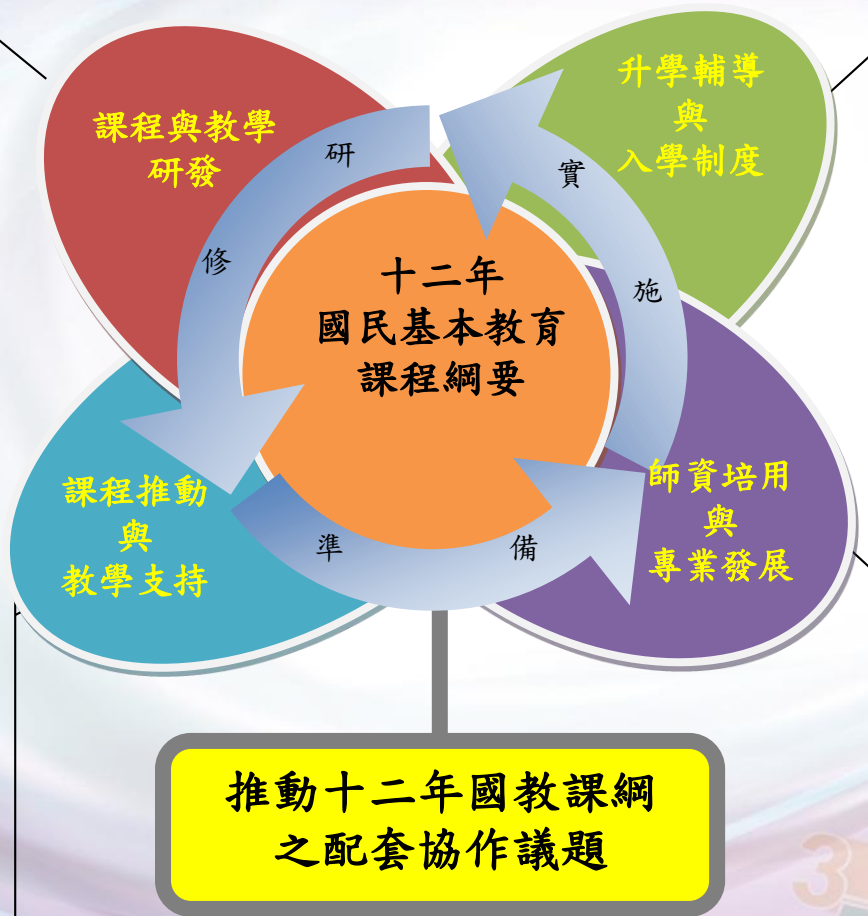 課程與教學
研發
升學輔導
與
入學制度
研
修
實
施
十二年
國民基本教育
課程綱要
課程推動
與
教學支持
師資培用
與
專業發展
準
備
推動十二年國教課綱
之配套協作議題
3